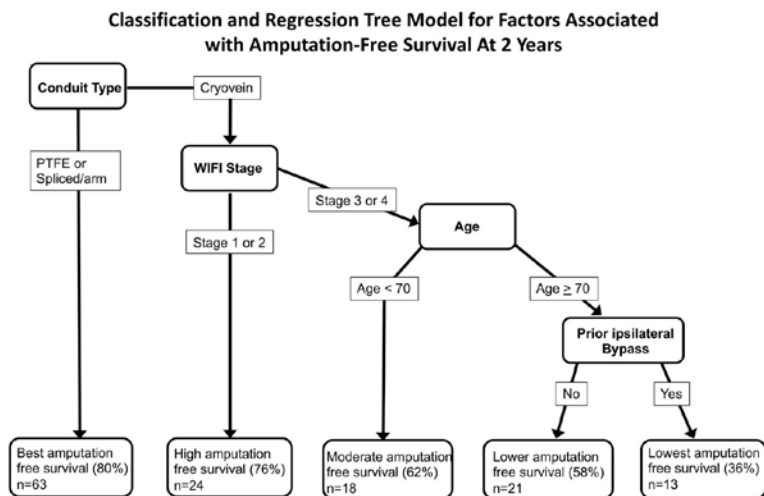 Classification and Regression Tree Model for Factors Associated
with Amputation-Free Survival At 2 Years
Conduit Type
Cryovein
PTFE or
Spliced/arm
WIFI Stage
Stage 3 or 4
Stage 1 or 2
Age
Age < 70
Age ≥ 70
Prior ipsilateral
Bypass
No
Yes
Best amputation
free survival (80%)
n=63
High amputation
free survival (76%)
n=24
Moderate amputation
free survival (62%)
n=18
Lower amputation
free survival (58%)
n=21
Lowest amputation
free survival (36%)
n=13